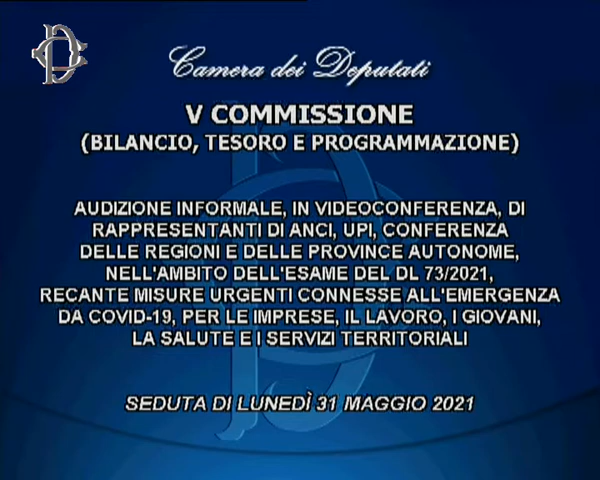 Camera dei Deputati
V COMMISSIONE
(BILANCIO, TESORO E PROGRAMMAZIONE)
AUDIZIONE INFORMALE, IN VIDEOCONFERENZA, DI
RAPPRESENTANTI DI ANCI, UPI, CONFERENZA
DELLE REGIONI E DELLE PROVINCE AUTONOME,
NELL'AMBITO DELL'ESAME DEL DL 73/2021,
RECANTE MISURE URGENTI CONNESSE ALL'EMERGENZA
DA COVID-19, PER LE IMPRESE, IL LAVORO, I GIOVANI,
LA SALUTE E I SERVIZI TERRITORIALI
SEDUTA DI LUNEDÌ 31 MAGGIO 2021